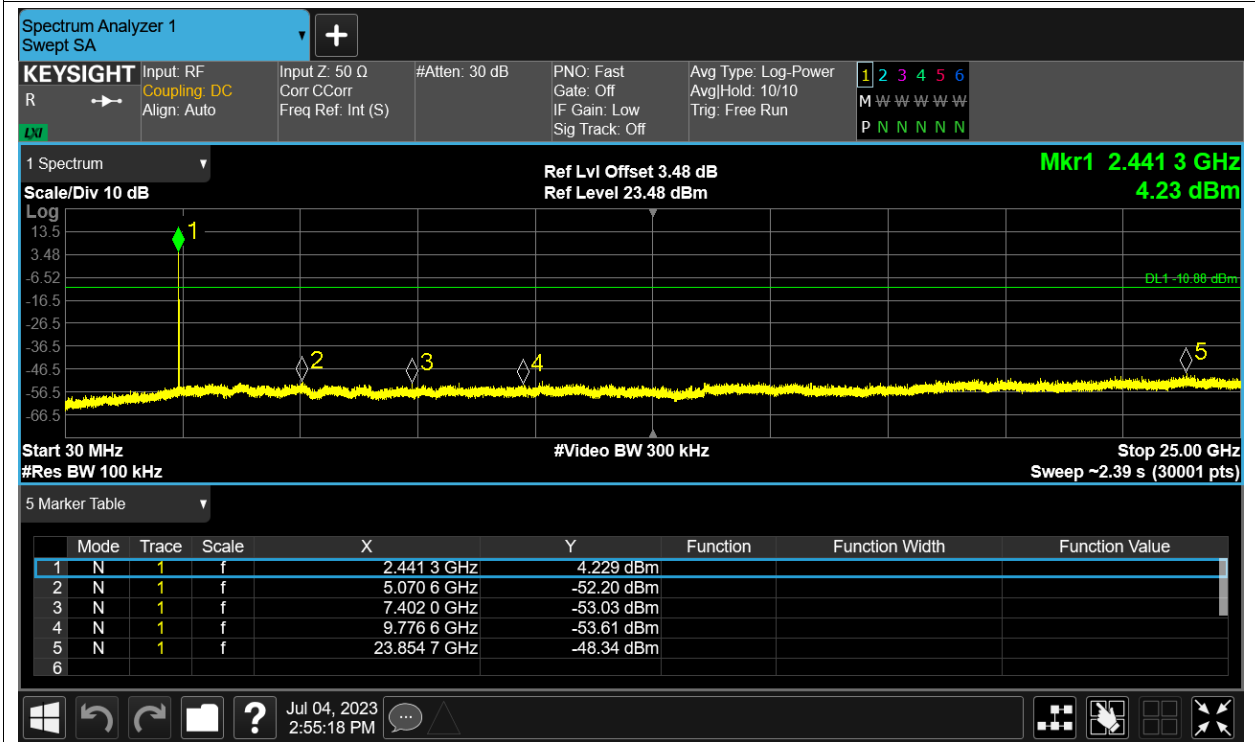 Spectrum Analyzer 1
Swept SA
KEYSIGHT
R
LXI
Input: RF
Coupling: DC
Align: Auto
Input Z: 50 Ω
Corr CCorr
Freq Ref: Int (S)
#Atten: 30 dB
PNO: Fast
Gate: Off
IF Gain: Low
Sig Track: Off
Avg Type: Log-Power
Avg|Hold: 10/10
Trig: Free Run
1 2 3 4 5 6
M W W W W W
P N N N N N
1 Spectrum
Scale/Div 10 dB
Ref Lvl Offset 3.48 dB
Ref Level 23.48 dBm
Mkr1 2.441 3 GHz
4.23 dBm
Log
13.5
3.48
-6.52
-16.5
-26.5
-36.5
-46.5
-56.5
-66.5
1
2
3
4
5
DL1 -10.88 dBm
Start 30 MHz
#Video BW 300 kHz
Stop 25.00 GHz
#Res BW 100 kHz
Sweep ~2.39 s (30001 pts)
5 Marker Table
Mode Trace Scale X Y Function Function Width Function Value
1 N 1 f 2.441 3 GHz 4.229 dBm
2 N 1 f 5.070 6 GHz -52.20 dBm
3 N 1 f 7.402 0 GHz -53.03 dBm
4 N 1 f 9.776 6 GHz -53.61 dBm
5 N 1 f 23.854 7 GHz -48.34 dBm
6
?
Jul 04, 2023
2:55:18 PM